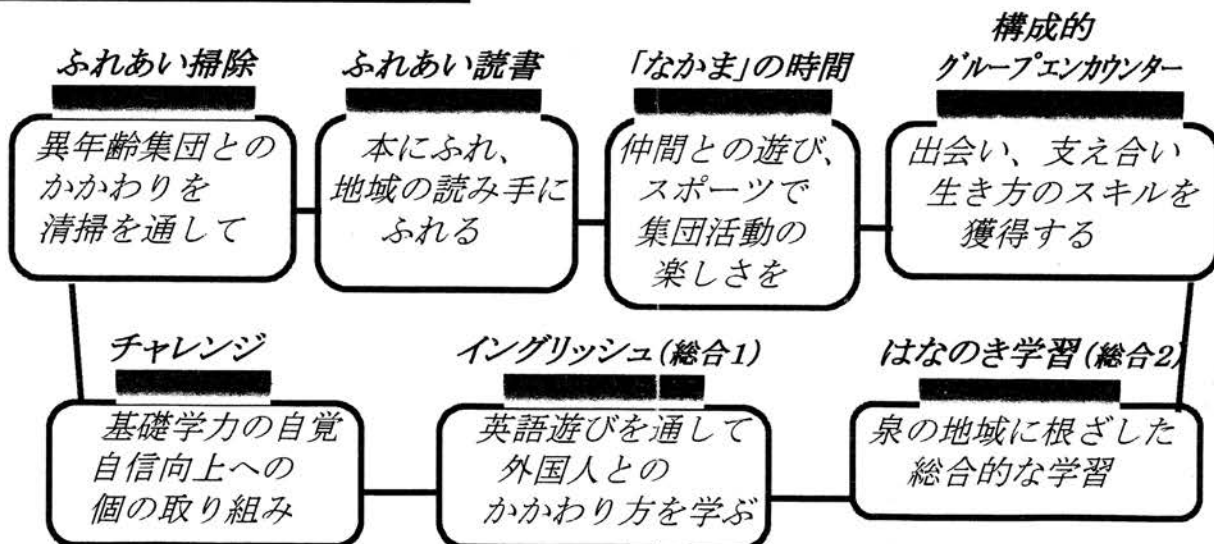 ふれあい掃除
異年齢集団との
かかわりを
清掃を通して
ふれあい読書
本にふれ、
地域の読み手に
ふれる
「なかま」の時間
仲間との遊び、
スポーツで
集団活動の
楽しさを
構成的
グループエンカウンター
出会い、支え合い
生き方のスキルを
獲得する
チャレンジ
基礎学力の自覚
自信向上への
個の取り組み
イングリッシュ(総合1)
英語遊びを通して
外国人との
かかわり方を学ぶ
はなのき学習(総合2)
泉の地域に根ざした
総合的な学習